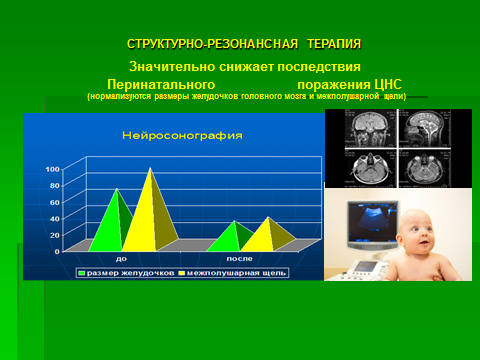 СТРУКТУРНО-РЕЗОНАНСНАЯ ТЕРАПИЯ
Значительно снижает последствия
Перинатального поражения ЦНС
(нормализуются размеры желудочков головного мозга и межполушарной щели)
Нейросонография
100
80
60
40
20
0
до после
размер желудочков межполушарная щель